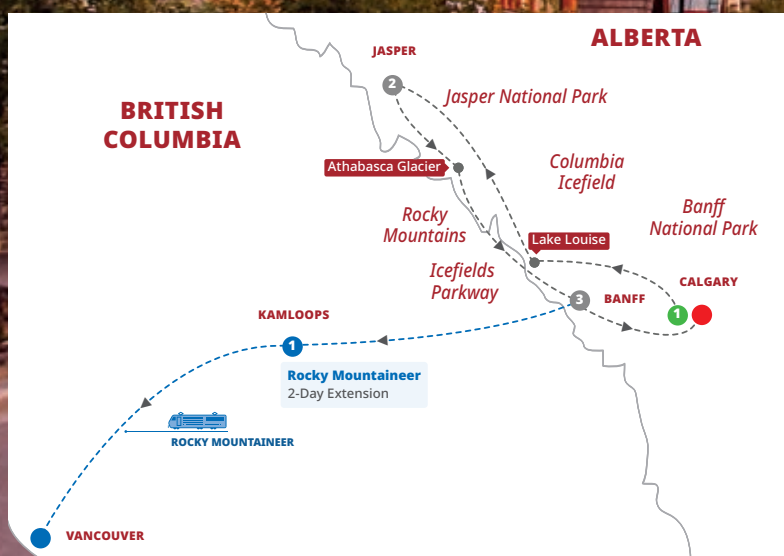 ALBERTA
JASPER
2
Jasper National Park
BRITISH
COLUMBIA
Athabasca Glacier
Columbia
Icefield
Rocky
Mountains
Banff
National Park
Lake Louise
Icefields
Parkway
CALGARY
3
BANFF
1
KAMLOOPS
1
Rocky Mountaineer
2-Day Extension
ROCKY MOUNTAINEER
VANCOUVER